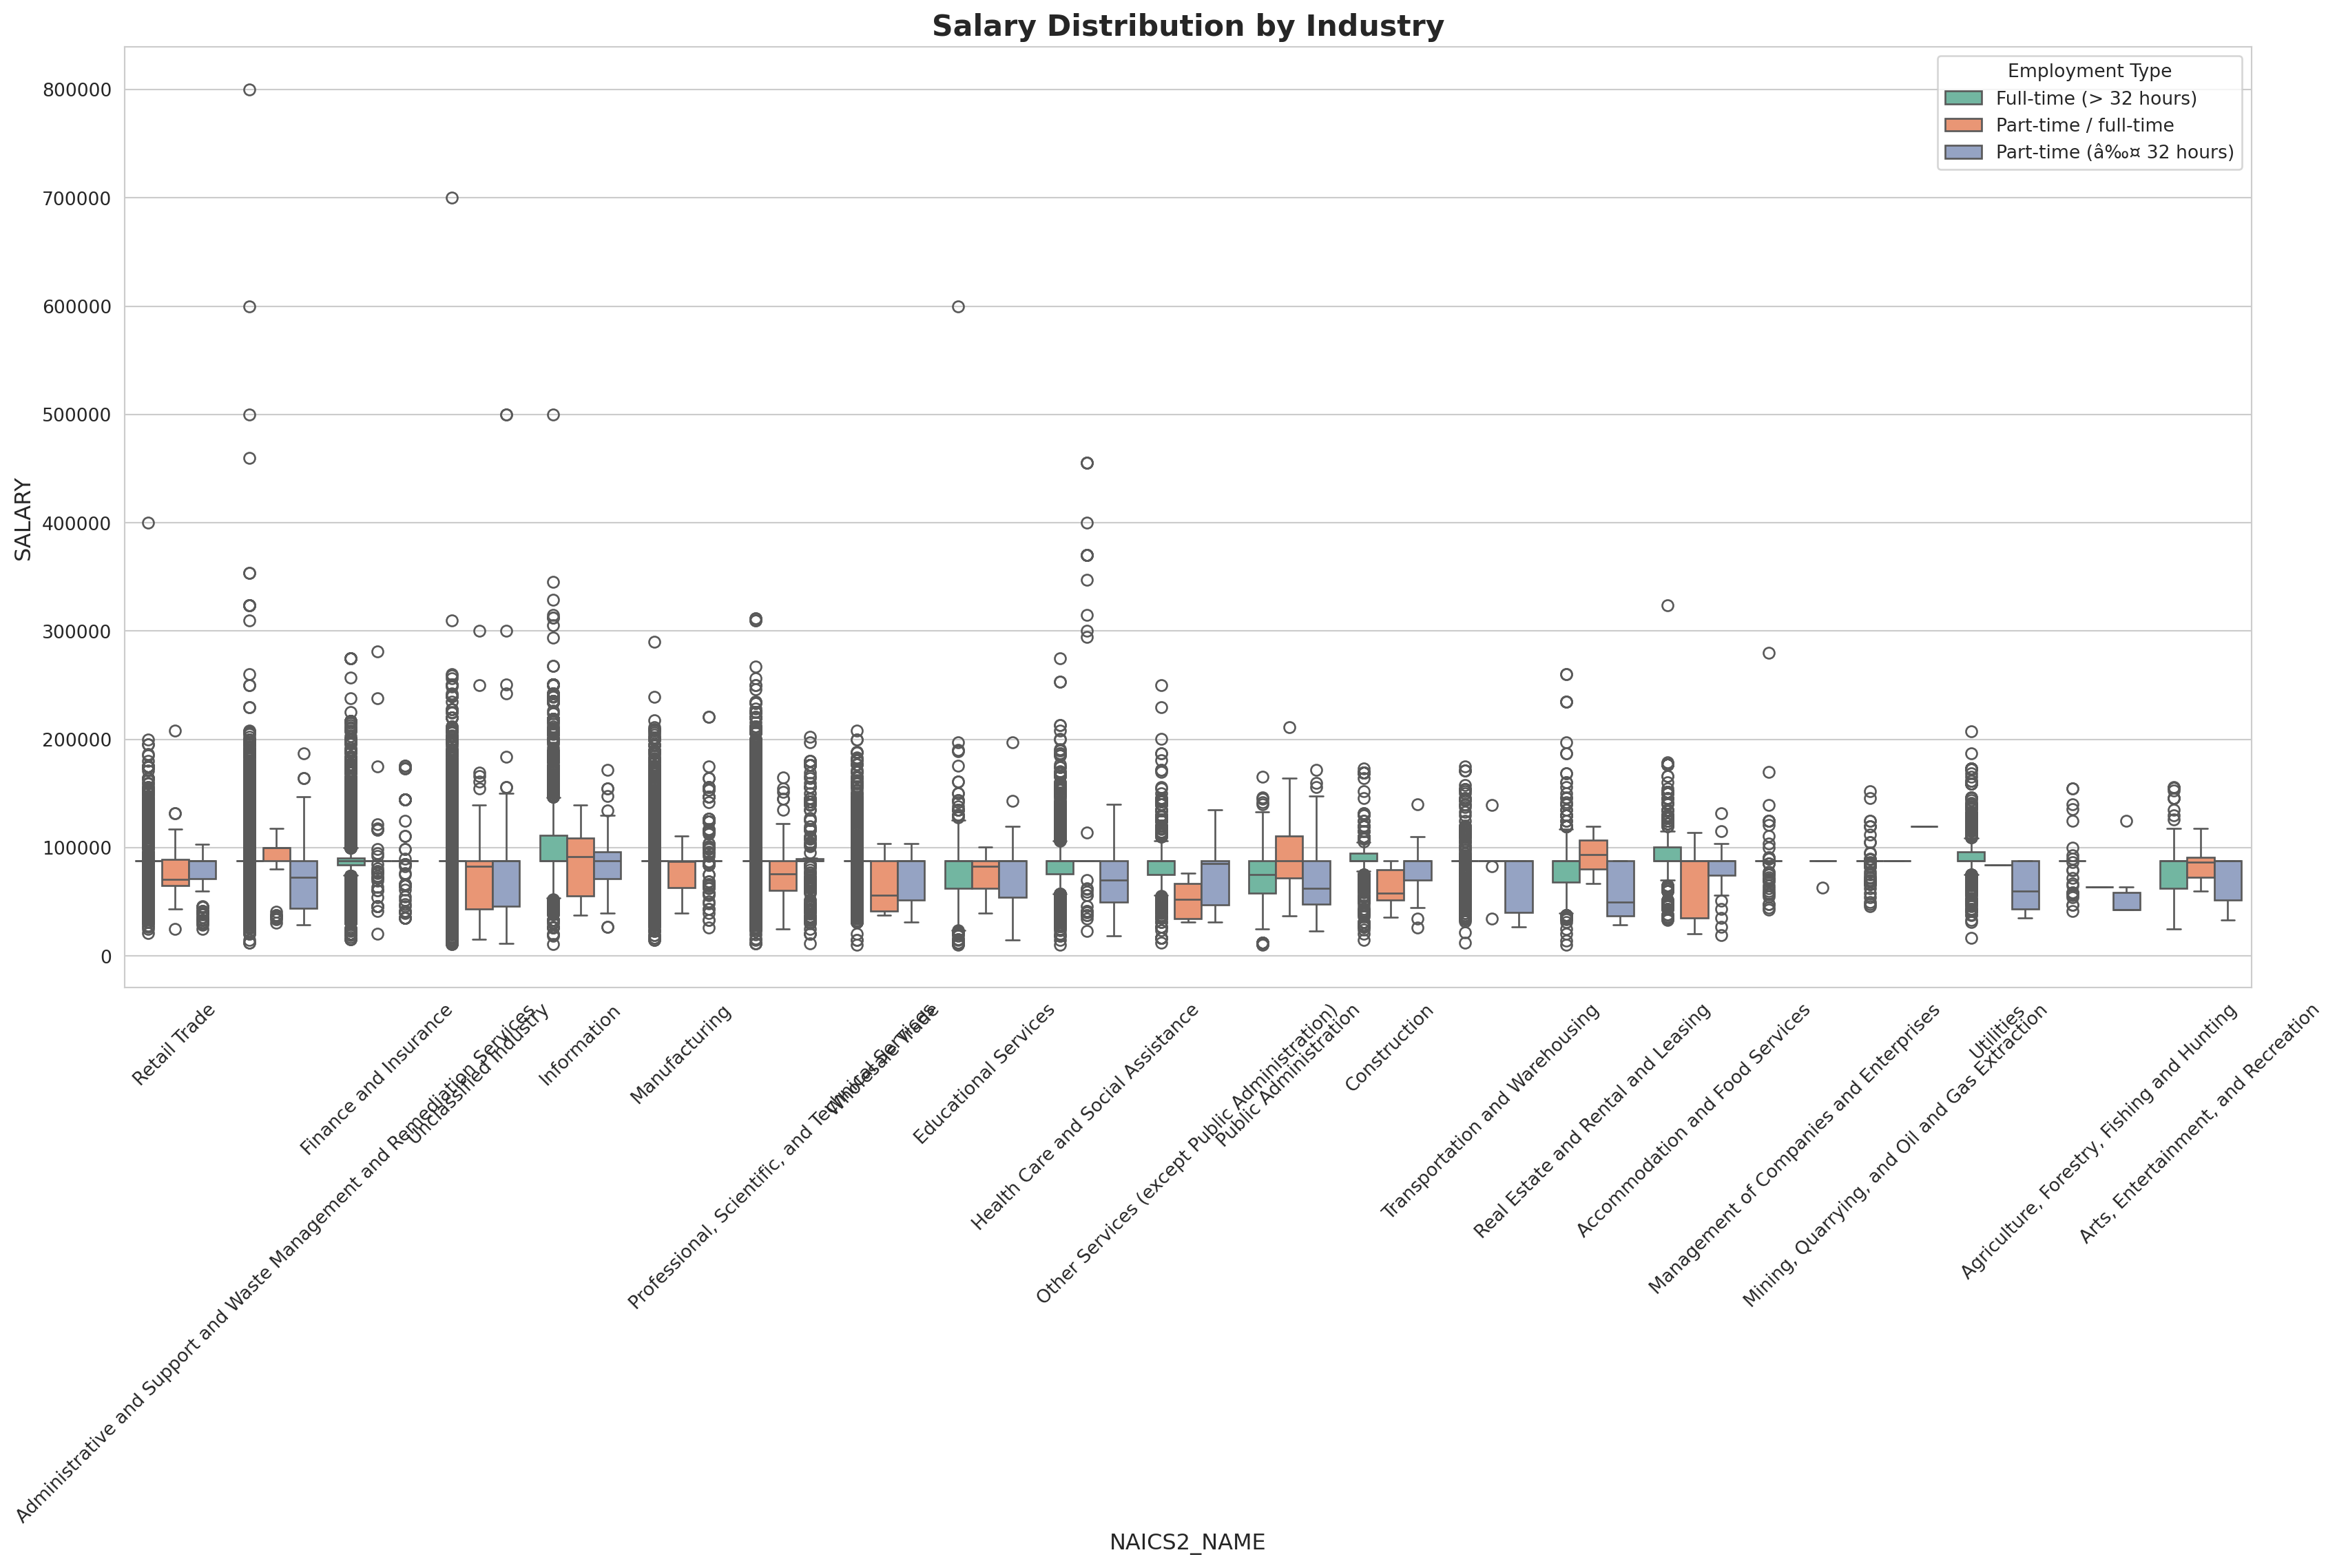 Salary Distribution by Industry
Employment Type
Full-time (> 32 hours)
Part-time / full-time
Part-time (â‰¤ 32 hours)
SALARY
800000
700000
600000
500000
400000
300000
200000
100000
0
Retail Trade
Administrative and Support and Waste Management and Remediation Services
Finance and Insurance
Unclassified Industry
Information
Manufacturing
Professional, Scientific, and Technical Services
Wholesale Trade
Educational Services
Health Care and Social Assistance
Other Services (except Public Administration)
Public Administration
Construction
Transportation and Warehousing
Real Estate and Rental and Leasing
Accommodation and Food Services
Management of Companies and Enterprises
Mining, Quarrying, and Oil and Gas Extraction
Utilities
Agriculture, Forestry, Fishing and Hunting
Arts, Entertainment, and Recreation
NAICS2_NAME